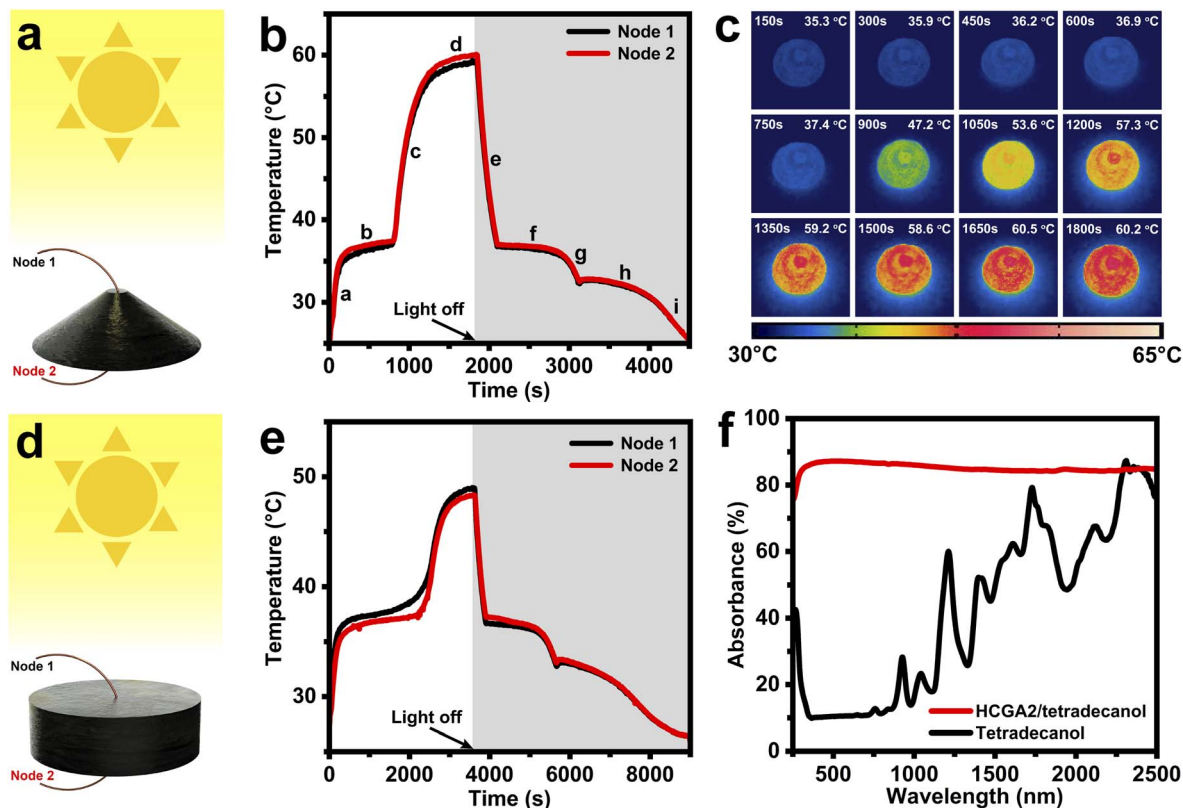 a
Node 1
Node 2
b
Temperature (°C)
60
50
40
30
Node 1
Node 2
a
b
c
d
e
f
g
h
i
Light off
0
1000
2000
3000
4000
Time (s)
c
150s 35.3 °C
300s 35.9 °C
450s 36.2 °C
600s 36.9 °C
750s 37.4 °C
900s 47.2 °C
1050s 53.6 °C
1200s 57.3 °C
1350s 59.2 °C
1500s 58.6 °C
1650s 60.5 °C
1800s 60.2 °C
30°C
65°C
d
Node 1
Node 2
e
Temperature (°C)
50
40
30
Node 1
Node 2
Light off
0
2000
4000
6000
8000
Time (s)
f
Absorbance (%)
100
80
60
40
20
0
HCGA2/tetradecanol
Tetradecanol
500
1000
1500
2000
2500
Wavelength (nm)